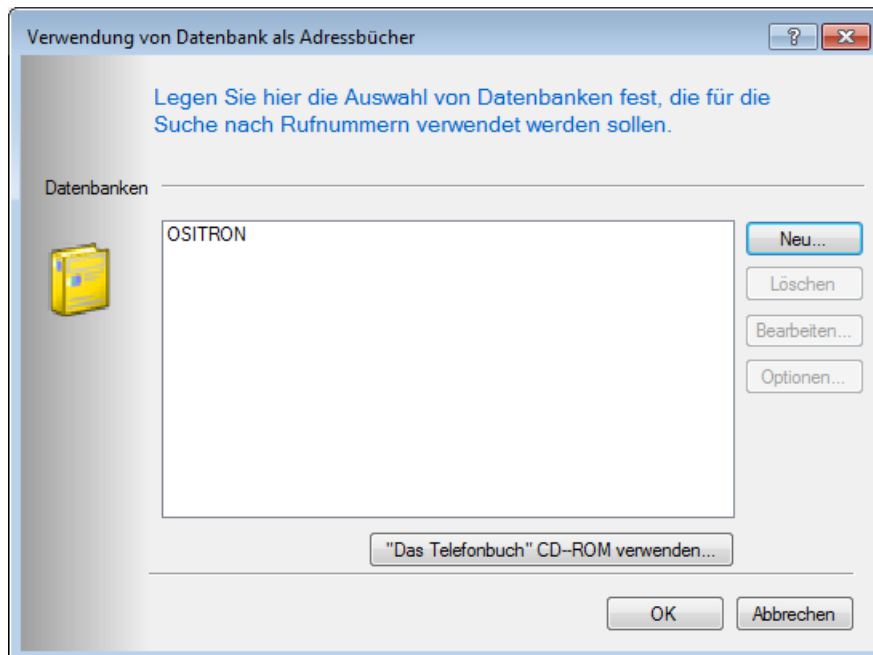 Verwendung von Datenbank als Adressbücher
Legen Sie hier die Auswahl von Datenbanken fest, die für die
Suche nach Rufnummern verwendet werden sollen.
Datenbanken
OSITRON
Neu...
Löschen
Bearbeiten...
Optionen...
"Das Telefonbuch" CD--ROM verwenden...
OK
Abbrechen